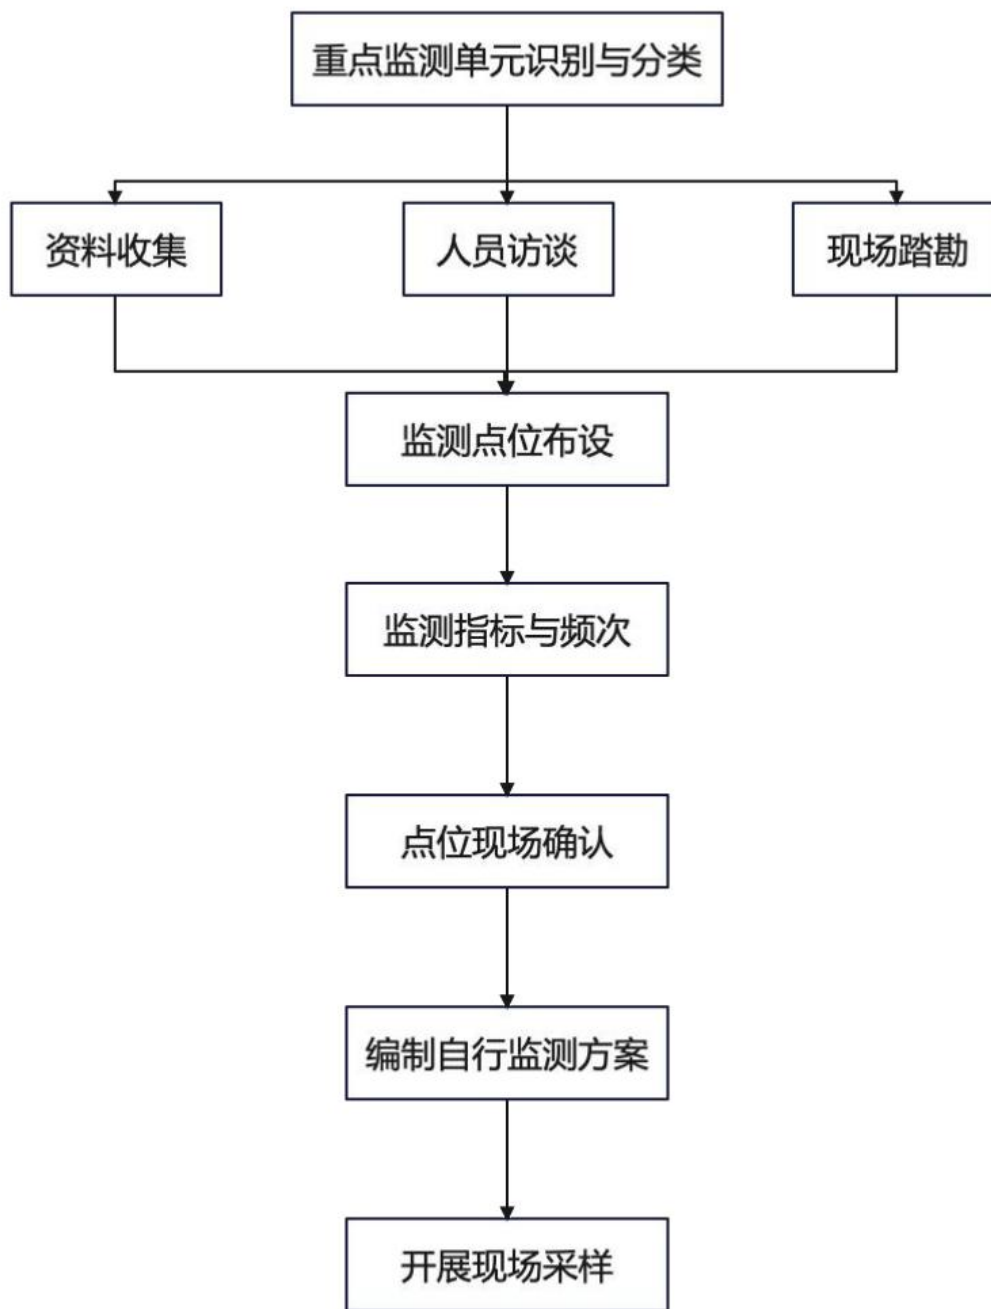 重点监测单元识别与分类
资料收集
人员访谈
现场踏勘
监测点位布设
监测指标与频次
点位现场确认
编制自行监测方案
开展现场采样